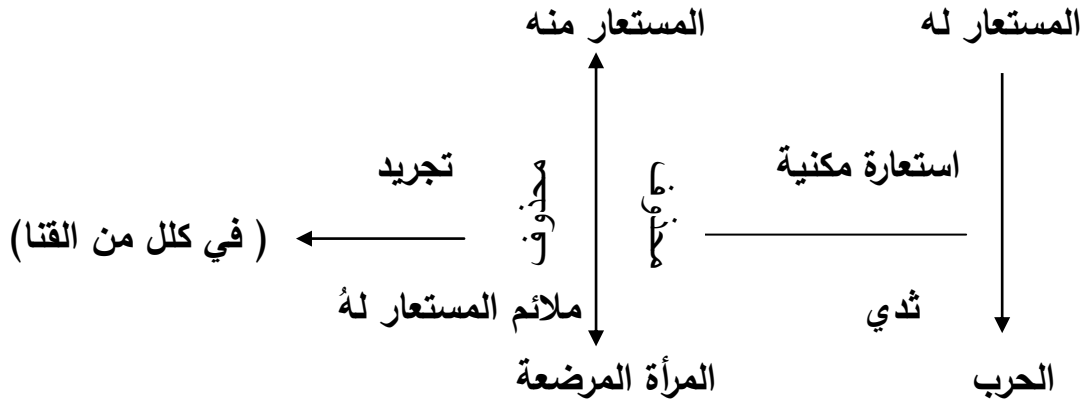 المستعار له
المستعار منه
استعارة مكنية
محذوف
محذوف
تجريد
( في كلل من القنا)
ثدي
ملائم المستعار لهُ
الحرب
المرأة المرضعة